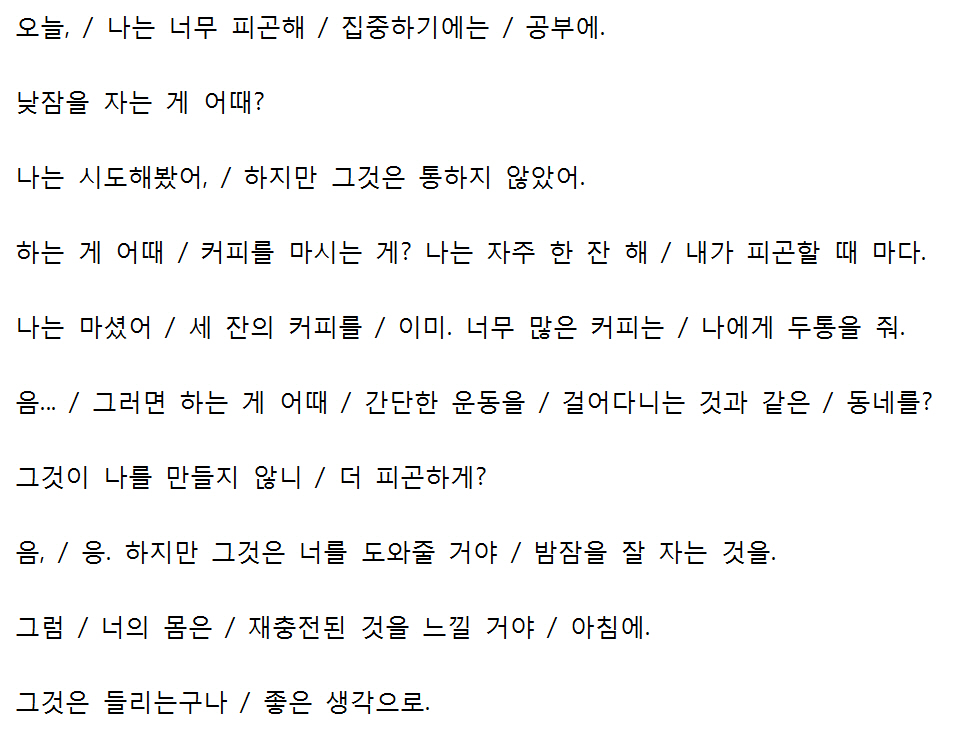 오늘, / 나는 너무 피곤해 / 집중하기에는 / 공부에.
낮잠을 자는 게 어때?
나는 시도해봤어, / 하지만 그것은 통하지 않았어.
하는 게 어때 / 커피를 마시는 게? 나는 자주 한 잔 해 / 내가 피곤할 때 마다.
나는 마셨어 / 세 잔의 커피를 / 이미. 너무 많은 커피는 / 나에게 두통을 줘.
음... / 그러면 하는 게 어때 / 간단한 운동을 / 걸어다니는 것과 같은 / 동네를?
그것이 나를 만들지 않니 / 더 피곤하게?
음, / 응. 하지만 그것은 너를 도와줄 거야 / 밤잠을 잘 자는 것을.
그럼 / 너의 몸은 / 재충전된 것을 느낄 거야 / 아침에.
그것은 들리는구나 / 좋은 생각으로.